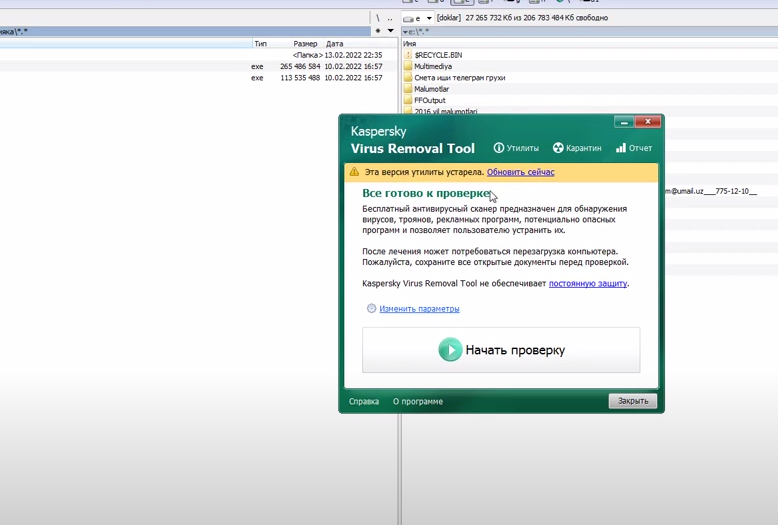 \ ..
e [doklar] 27 265 732 Кб из 206 783 484 Кб свободно
\*.*
e:\*.*
Тип Размер Дата
Имя
<Папка> 13.02.2022 22:35
exe 265 486 584 10.02.2022 16:57
exe 113 535 488 10.02.2022 16:57
$RECYCLE.BIN
Multimediya
Смета иши телеграм грухи
Malumotlar
FFOutput
2016 yil malumotlari
m@umail.uz___775-12-10__
Kaspersky
Virus Removal Tool
Утилиты Карантин Отчет
Эта версия утилиты устарела. Обновить сейчас
Все готово к проверке
Бесплатный антивирусный сканер предназначен для обнаружения
вирусов, троянов, рекламных программ, потенциально опасных
программ и позволяет пользователю устранить их.
После лечения может потребоваться перезагрузка компьютера.
Пожалуйста, сохраните все открытые документы перед проверкой.
Kaspersky Virus Removal Tool не обеспечивает постоянную защиту.
Изменить параметры
Начать проверку
Справка О программе Закрыть